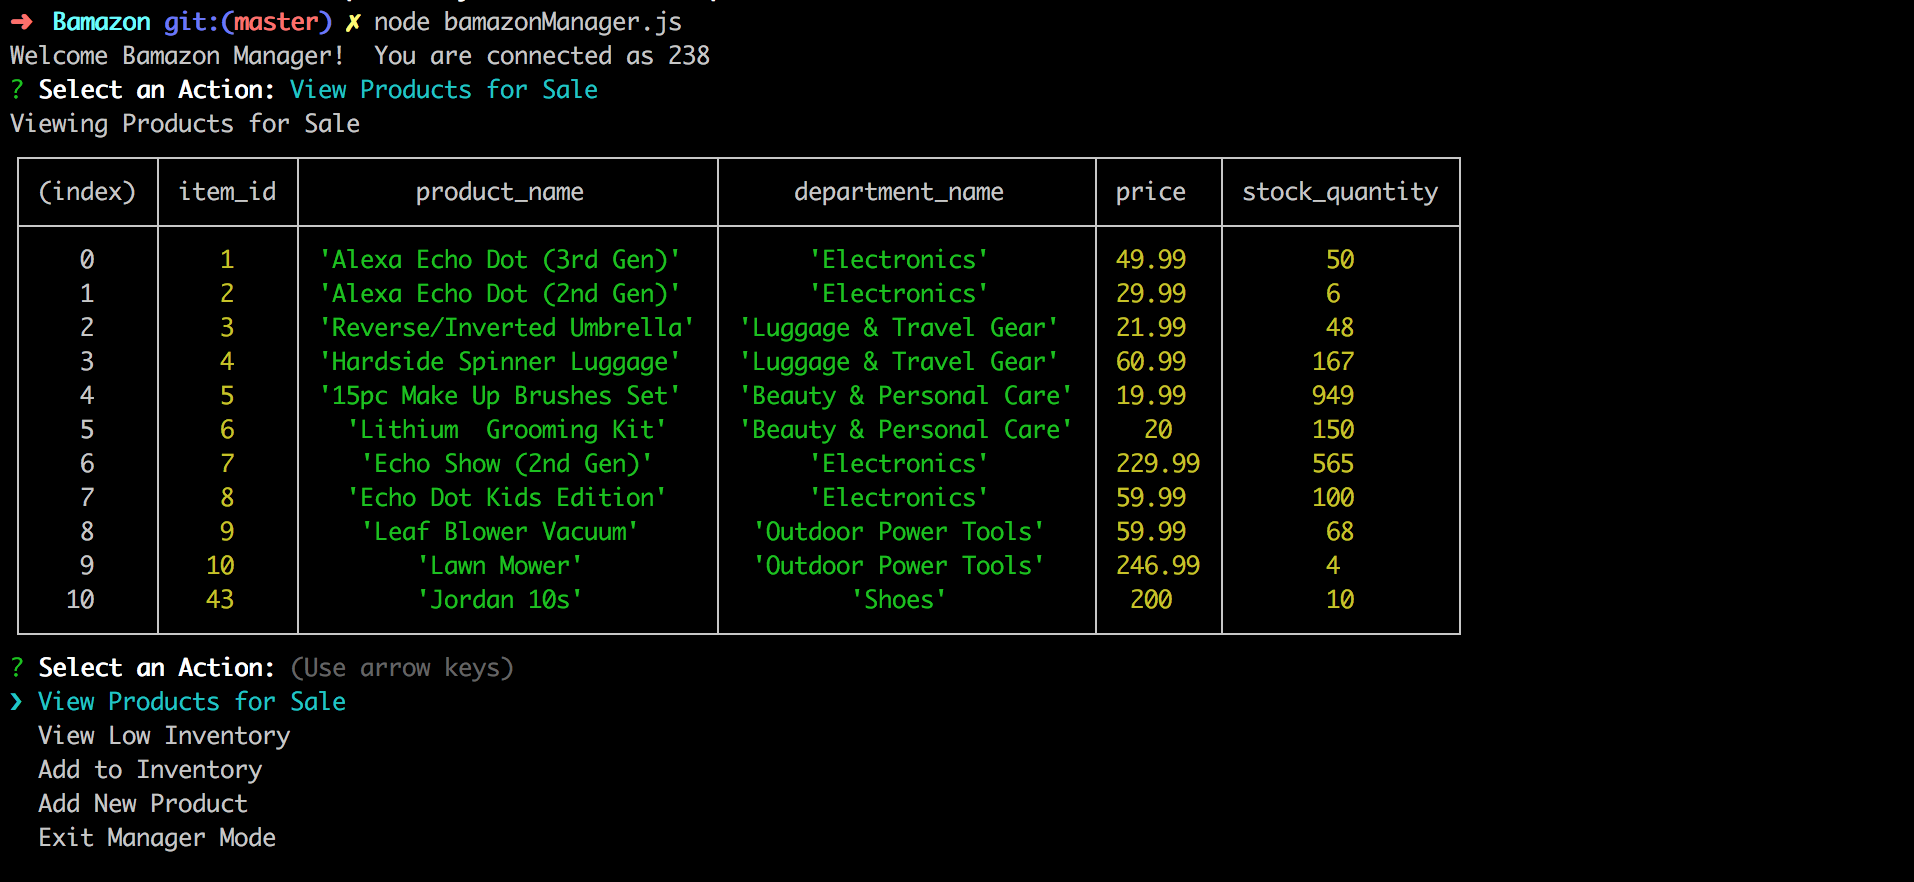 ➜  Bamazon git:(master) ✗ node bamazonManager.js
Welcome Bamazon Manager!  You are connected as 238
? Select an Action: View Products for Sale
Viewing Products for Sale
(index) item_id product_name department_name price stock_quantity
0 1 'Alexa Echo Dot (3rd Gen)' 'Electronics' 49.99 50
1 2 'Alexa Echo Dot (2nd Gen)' 'Electronics' 29.99 6
2 3 'Reverse/Inverted Umbrella' 'Luggage & Travel Gear' 21.99 48
3 4 'Hardside Spinner Luggage' 'Luggage & Travel Gear' 60.99 167
4 5 '15pc Make Up Brushes Set' 'Beauty & Personal Care' 19.99 949
5 6 'Lithium  Grooming Kit' 'Beauty & Personal Care' 20 150
6 7 'Echo Show (2nd Gen)' 'Electronics' 229.99 565
7 8 'Echo Dot Kids Edition' 'Electronics' 59.99 100
8 9 'Leaf Blower Vacuum' 'Outdoor Power Tools' 59.99 68
9 10 'Lawn Mower' 'Outdoor Power Tools' 246.99 4
10 43 'Jordan 10s' 'Shoes' 200 10
? Select an Action: (Use arrow keys)
❯ View Products for Sale
View Low Inventory
Add to Inventory
Add New Product
Exit Manager Mode